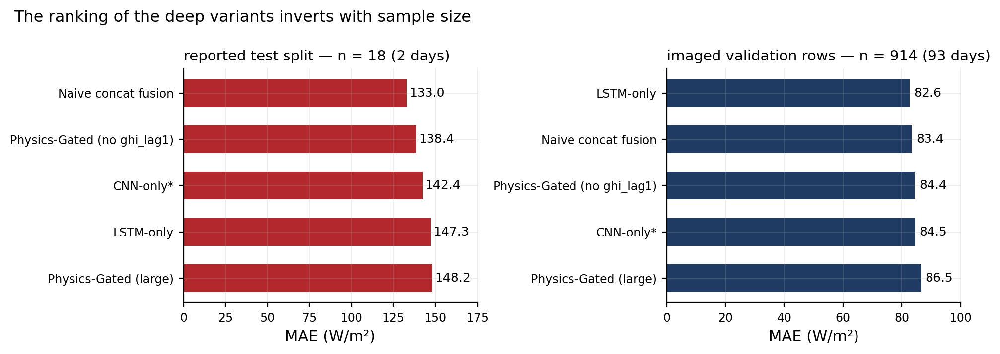 The ranking of the deep variants inverts with sample size
reported test split — n = 18 (2 days)
Naive concat fusion 133.0
Physics-Gated (no ghi_lag1) 138.4
CNN-only* 142.4
LSTM-only 147.3
Physics-Gated (large) 148.2
0 25 50 75 100 125 150 175
MAE (W/m²)
imaged validation rows — n = 914 (93 days)
LSTM-only 82.6
Naive concat fusion 83.4
Physics-Gated (no ghi_lag1) 84.4
CNN-only* 84.5
Physics-Gated (large) 86.5
0 20 40 60 80 100
MAE (W/m²)